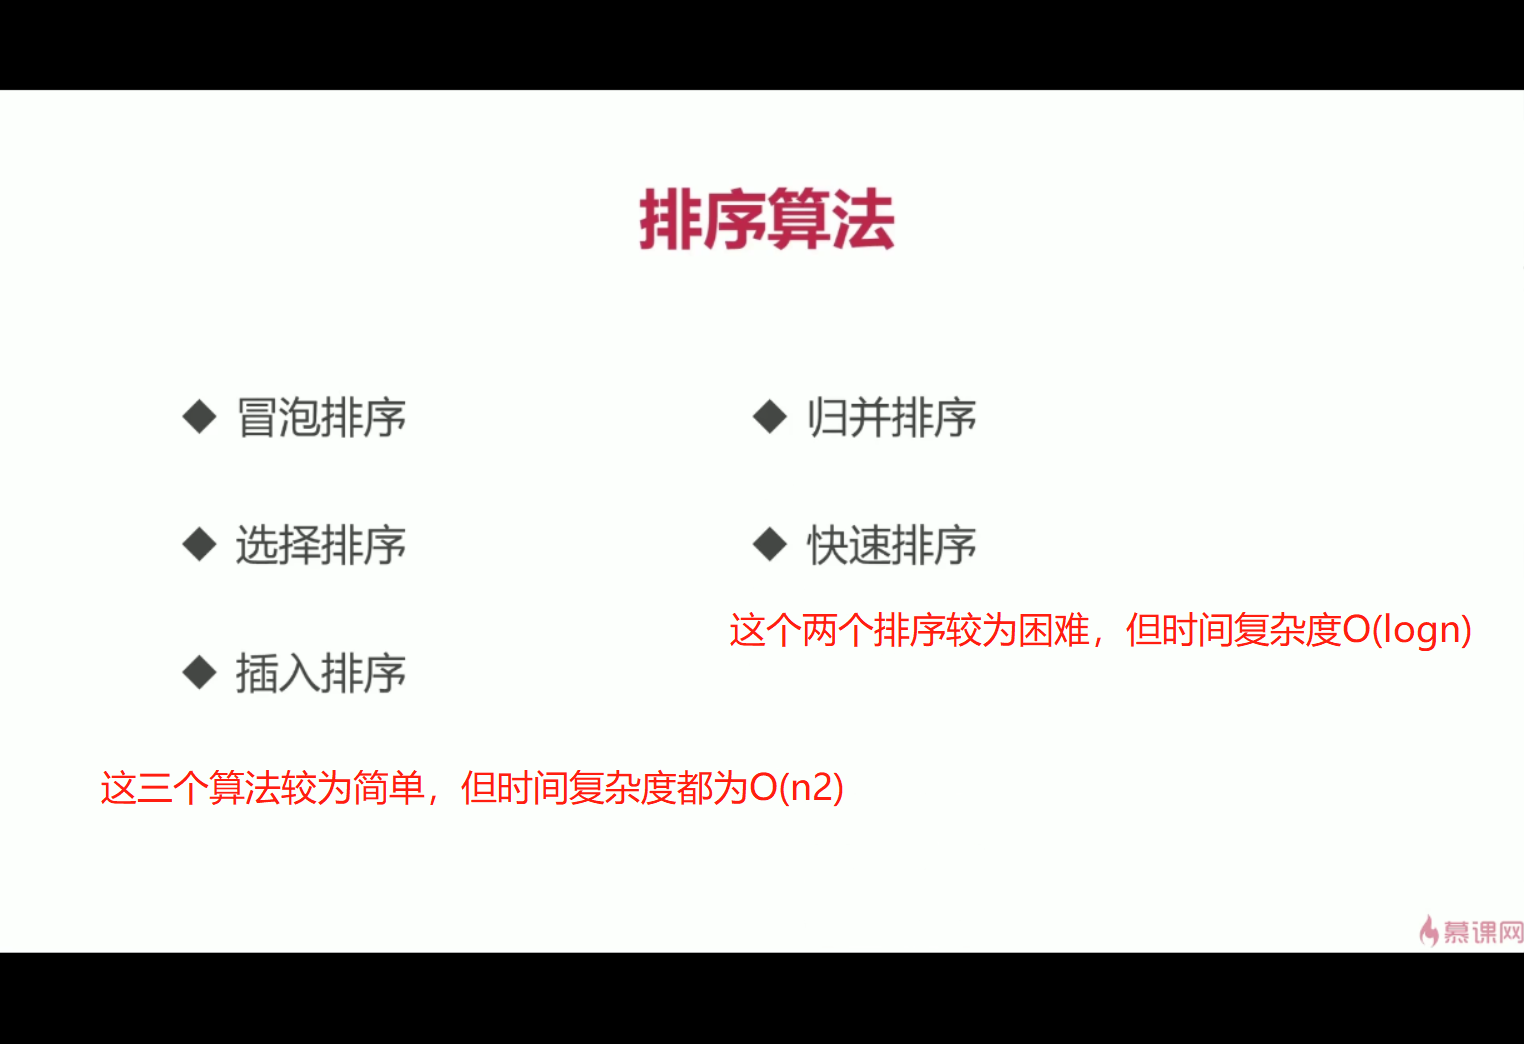 排序算法
◆ 冒泡排序
◆ 选择排序
◆ 插入排序
这三个算法较为简单，但时间复杂度都为O(n2)
◆ 归并排序
◆ 快速排序
这个两个排序较为困难，但时间复杂度O(logn)
慕课网